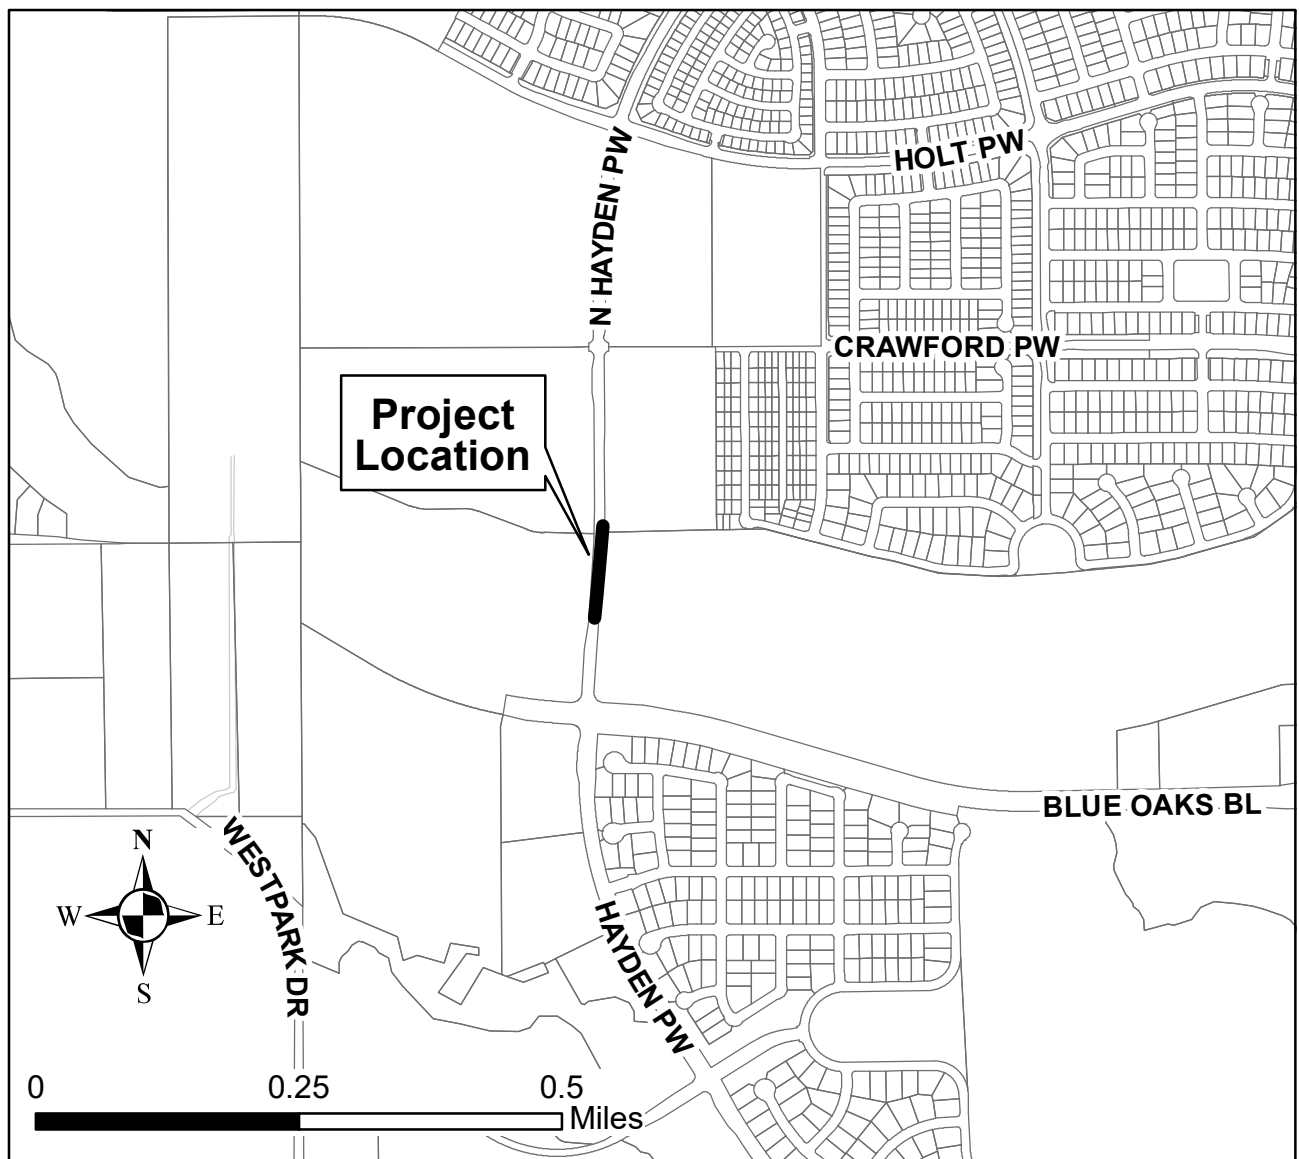 HOLT PW
N HAYDEN PW
CRAWFORD PW
Project
Location
BLUE OAKS BL
WESTPARK DR
N
W
E
S
HAYDEN PW
0
0.25
0.5
Miles